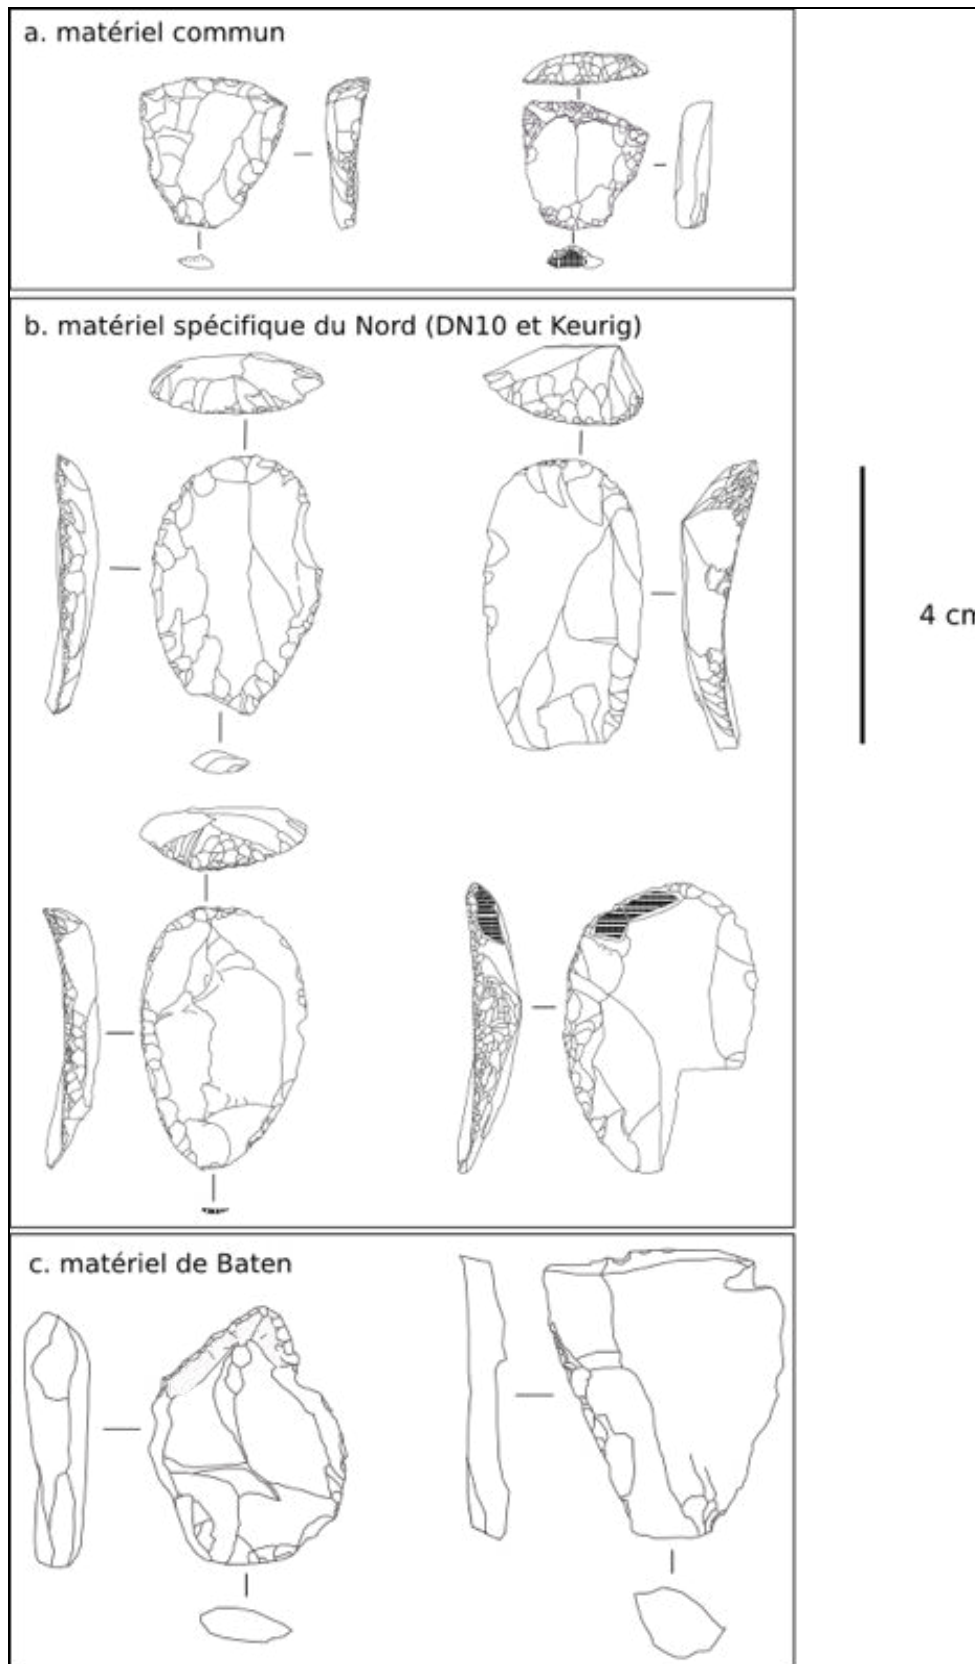 a. matériel commun
b. matériel spécifique du Nord (DN10 et Keurig)
4 cm
c. matériel de Baten